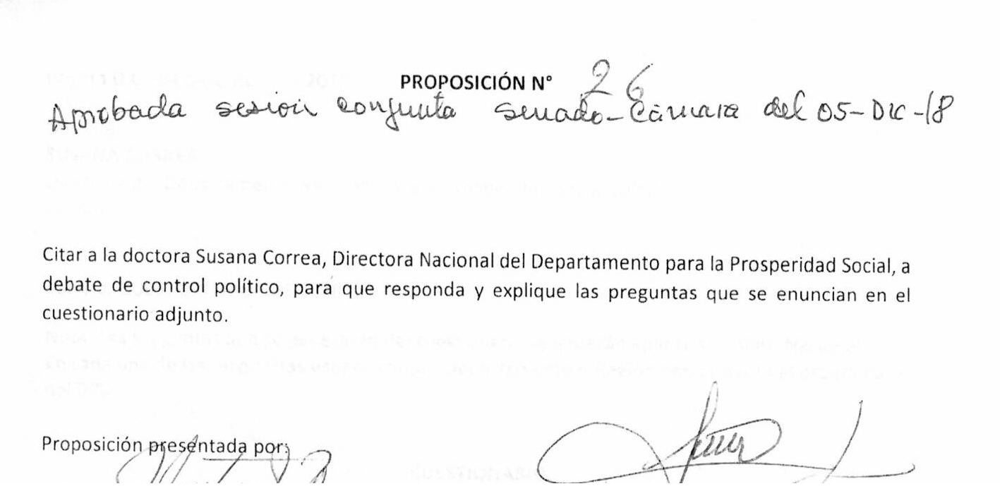 PROPOSICIÓN N° 26
Aprobada sesión conjunta Senado-Cámara del 05-DIC-18
Citar a la doctora Susana Correa, Directora Nacional del Departamento para la Prosperidad Social, a
debate de control político, para que responda y explique las preguntas que se enuncian en el
cuestionario adjunto.
Proposición presentada por: